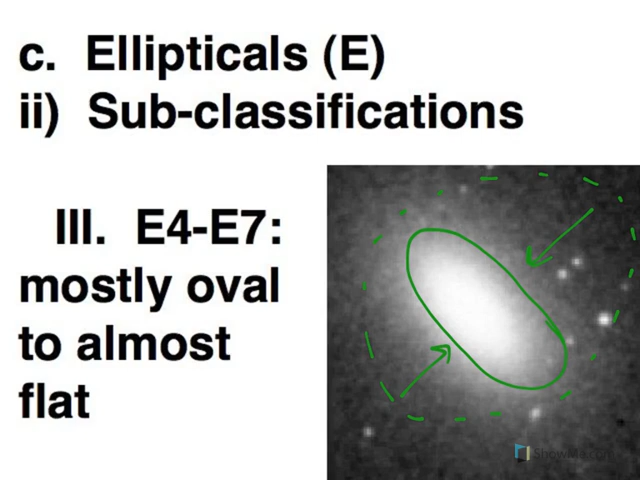 c. Ellipticals (E)
ii) Sub-classifications
III. E4-E7:
mostly oval
to almost
flat